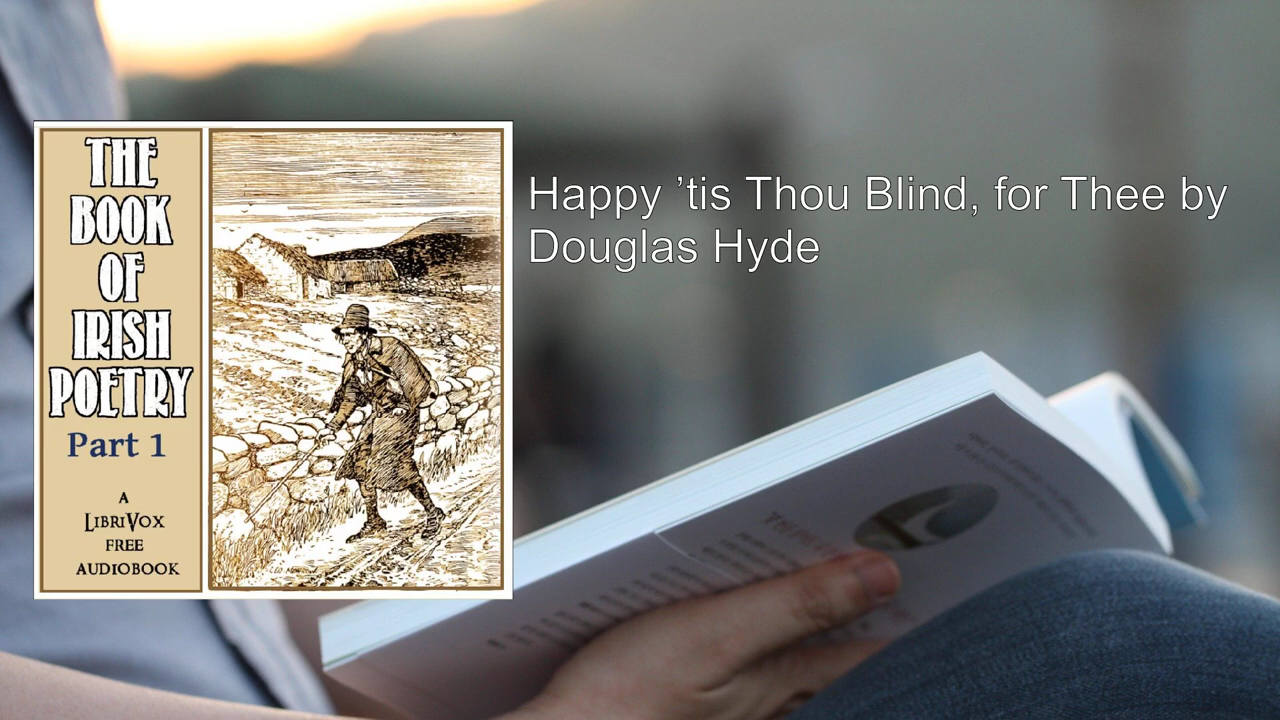 THE
BOOK
OF
IRISH
POETRY
Part 1
A
LIBRIVOX
FREE
AUDIOBOOK
Happy ’tis Thou Blind, for Thee by
Douglas Hyde